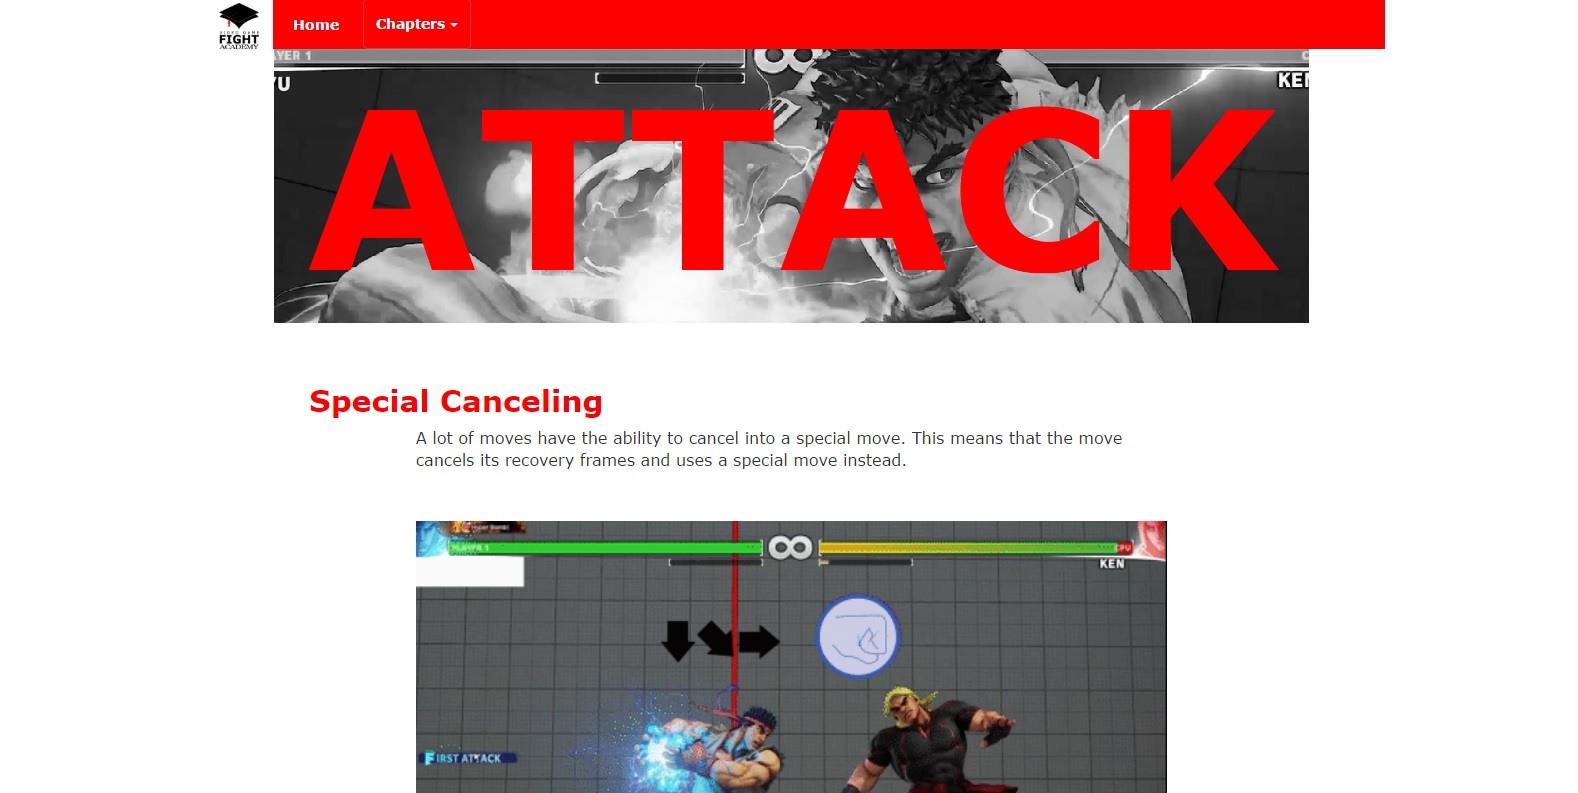 VIDEO GAME
FIGHT
ACADEMY
Home
Chapters
AYER 1
YU
KEN
ATTACK
Special Canceling
A lot of moves have the ability to cancel into a special move. This means that the move
cancels its recovery frames and uses a special move instead.
PLAYER 1
CPU
KEN
FIRST ATTACK